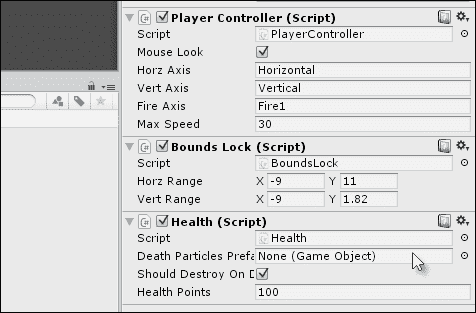 Player Controller (Script)
Script PlayerController
Mouse Look
Horz Axis Horizontal
Vert Axis Vertical
Fire Axis Fire1
Max Speed 30
Bounds Lock (Script)
Script BoundsLock
Horz Range X -9 Y 11
Vert Range X -9 Y 1.82
Health (Script)
Script Health
Death Particles Prefa None (Game Object)
Should Destroy On D
Health Points 100